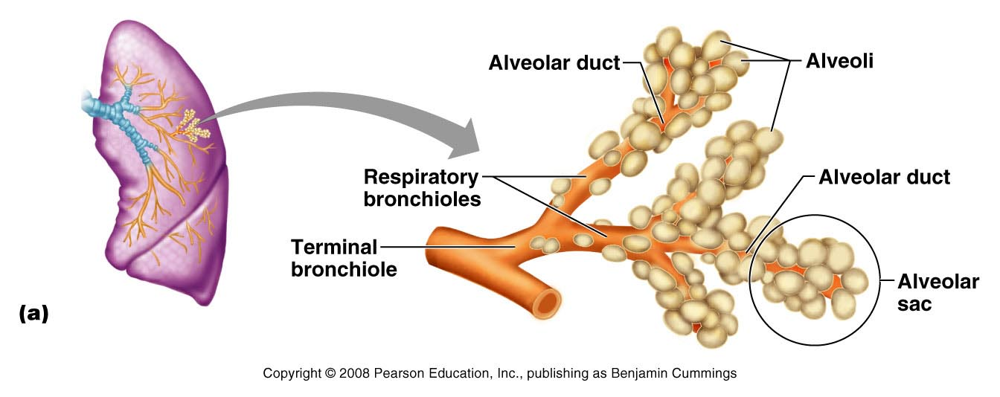 Alveolar duct
Alveoli
Respiratory
bronchioles
Alveolar duct
Terminal
bronchiole
Alveolar
sac
(a)
Copyright © 2008 Pearson Education, Inc., publishing as Benjamin Cummings